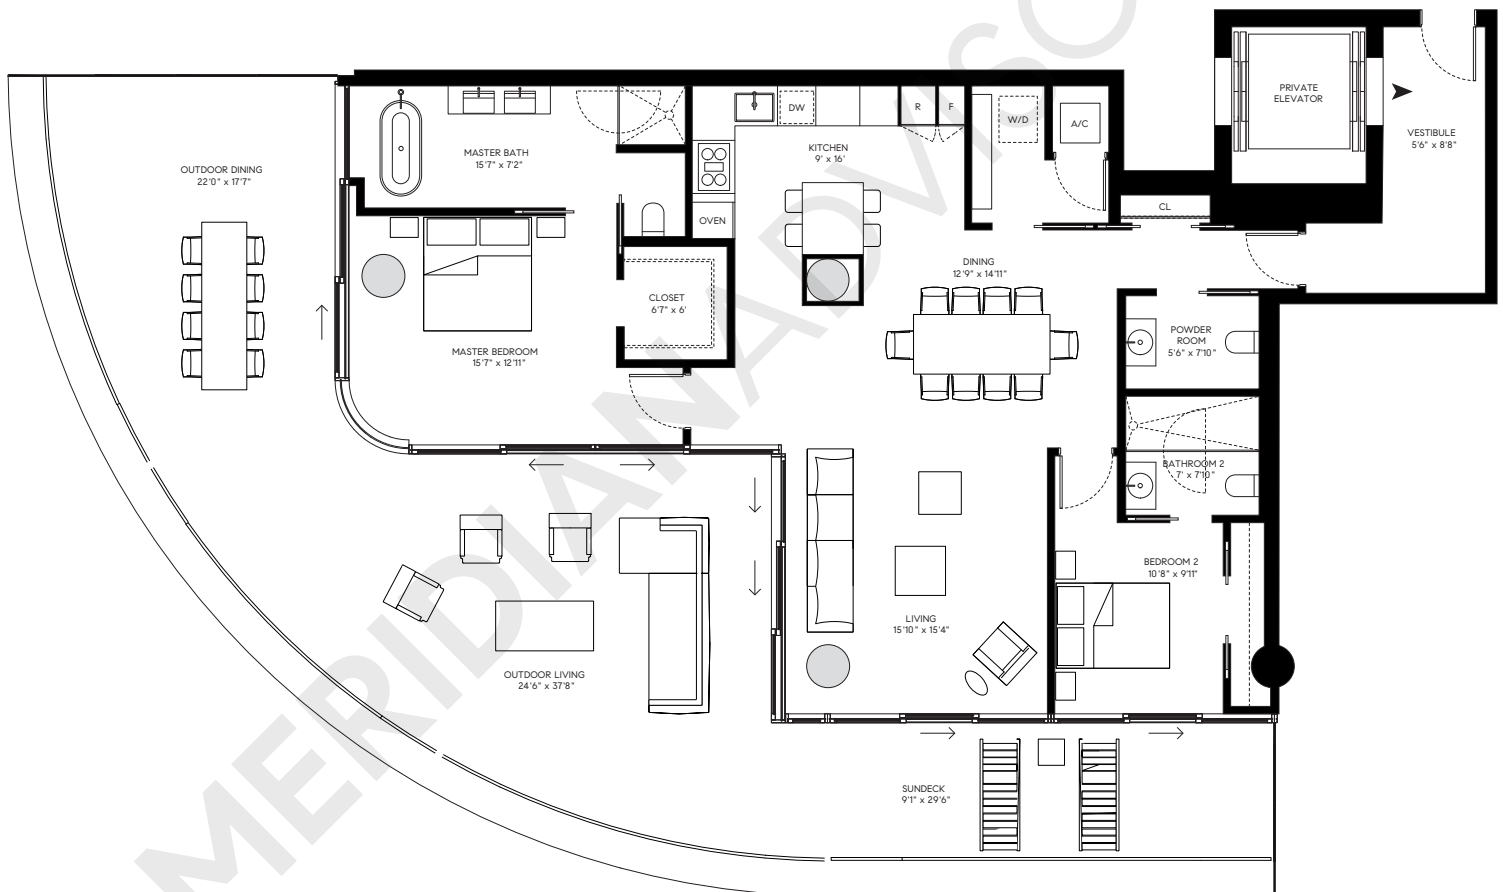 PRIVATE
ELEVATOR
VESTIBULE
5'6" x 8'8"
R
F
DW
W/D
A/C
KITCHEN
9' x 16'
MASTER BATH
15'7" x 7'2"
OUTDOOR DINING
22'0" x 17'7"
OVEN
CL
DINING
12'9" x 14'11"
CLOSET
6'7" x 6'
POWDER
ROOM
5'6" x 7'10"
MASTER BEDROOM
15'7" x 12'11"
BATHROOM 2
7' x 7'10"
BEDROOM 2
10'8" x 9'11"
LIVING
15'10" x 15'4"
OUTDOOR LIVING
24'6" x 37'8"
SUNDECK
9'1" x 29'6"
MERIDIANADVISO